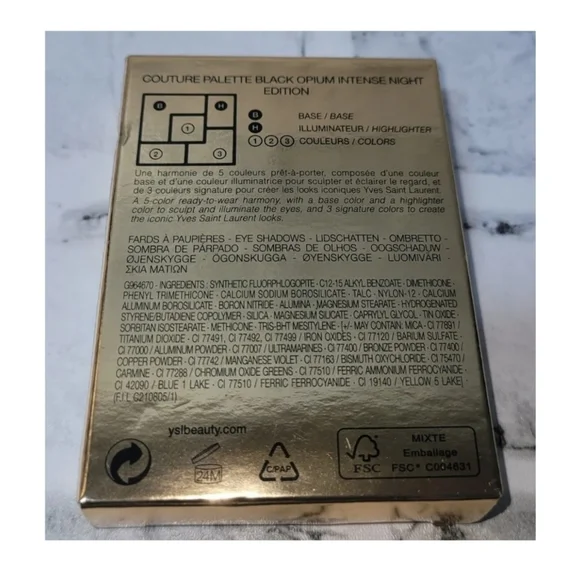 COUTURE PALETTE BLACK OPIUM INTENSE NIGHT
EDITION
B H
1
2 3
B BASE / BASE
H ILLUMINATEUR / HIGHLIGHTER
1 2 3 COULEURS / COLORS
Une harmonie de 5 couleurs prêt-à-porter, composée d'une couleur
base et d'une couleur illuminatrice pour sculpter et éclairer le regard, et
de 3 couleurs signature pour créer les looks iconiques Yves Saint Laurent.
A 5-color ready-to-wear harmony, with a base color and a highlighter
color to sculpt and illuminate the eyes, and 3 signature colors to create
the iconic Yves Saint Laurent looks.
FARDS À PAUPIÈRES - EYE SHADOWS - LIDSCHATTEN - OMBRETTO -
SOMBRA DE PÁRPADO - SOMBRAS DE OLHOS - OOGSCHADUW -
ØJENSKYGGE - ÖGONSKUGGA - ØYENSKYGGE - LUOMIVÄRI -
ΣΚΙΑ ΜΑΤΙΩΝ
G964670 - INGREDIENTS : SYNTHETIC FLUORPHLOGOPITE · C12-15 ALKYL BENZOATE · DIMETHICONE ·
PHENYL TRIMETHICONE · CALCIUM SODIUM BOROSILICATE · TALC · NYLON-12 · CALCIUM
ALUMINUM BOROSILICATE · BORON NITRIDE · ALUMINA · MAGNESIUM STEARATE · HYDROGENATED
STYRENE/BUTADIENE COPOLYMER · SILICA · MAGNESIUM SILICATE · CAPRYLYL GLYCOL · TIN OXIDE ·
SORBITAN ISOSTEARATE · METHICONE · TRIS-BHT MESITYLENE · [+/- MAY CONTAIN: MICA · CI 77891 /
TITANIUM DIOXIDE · CI 77491, CI 77492, CI 77499 / IRON OXIDES · CI 77120 / BARIUM SULFATE ·
CI 77000 / ALUMINUM POWDER · CI 77007 / ULTRAMARINES · CI 77400 / BRONZE POWDER · CI 77400 /
COPPER POWDER · CI 77742 / MANGANESE VIOLET · CI 77163 / BISMUTH OXYCHLORIDE · CI 75470 /
CARMINE · CI 77288 / CHROMIUM OXIDE GREENS · CI 77510 / FERRIC AMMONIUM FERROCYANIDE ·
CI 42090 / BLUE 1 LAKE · CI 77510 / FERRIC FERROCYANIDE · CI 19140 / YELLOW 5 LAKE]
(F.I.L. C210805/1)
yslbeauty.com
24M
C/PAP
FSC
MIXTE
Emballage
FSC® C004631